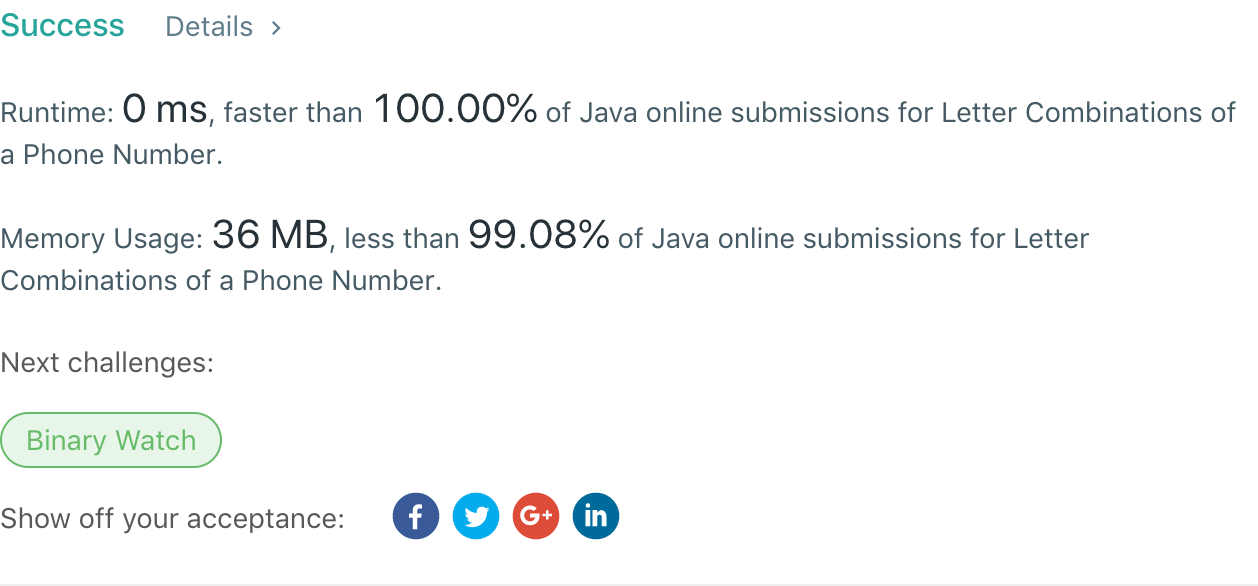 Success Details >
Runtime: 0 ms, faster than 100.00% of Java online submissions for Letter Combinations of
a Phone Number.
Memory Usage: 36 MB, less than 99.08% of Java online submissions for Letter
Combinations of a Phone Number.
Next challenges:
Binary Watch
Show off your acceptance: f G+ in